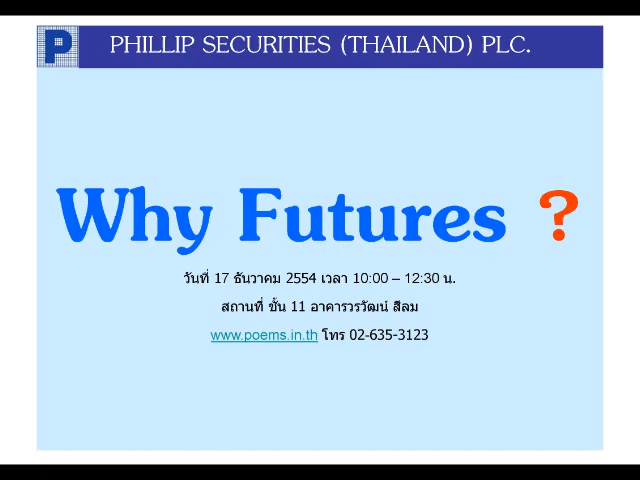 P PHILLIP SECURITIES (THAILAND) PLC.
Why Futures ?
วันที่ 17 ธันวาคม 2554 เวลา 10:00 – 12:30 น.
สถานที่ ชั้น 11 อาคารวรวัฒน์ สีลม
www.poems.in.th โทร 02-635-3123